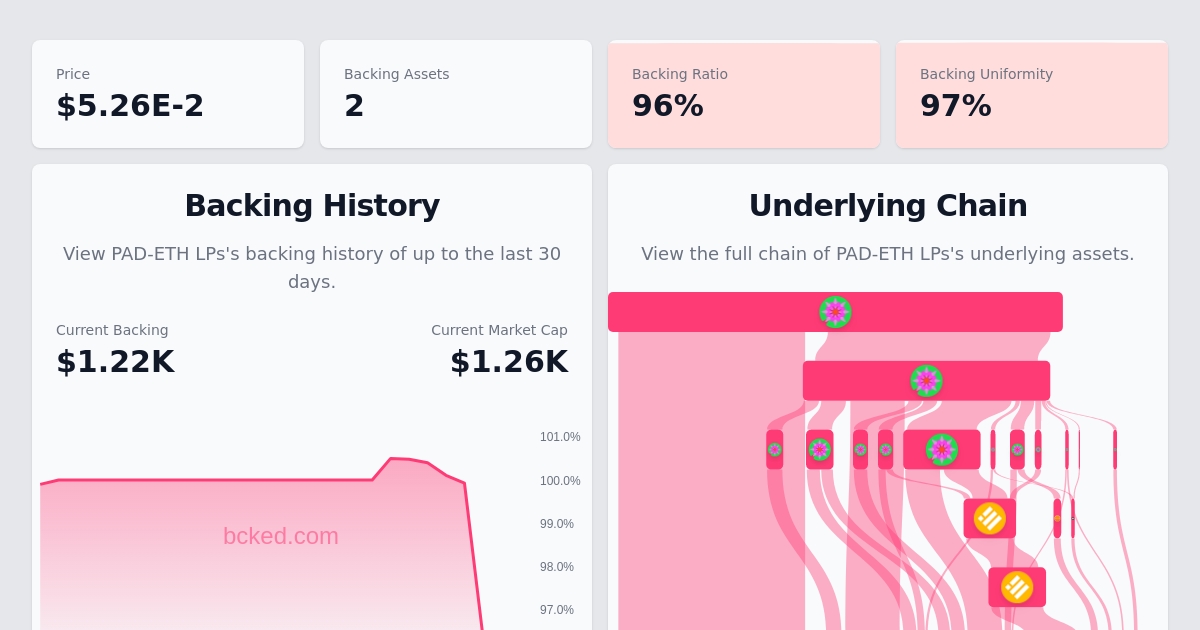 Price
$5.26E-2
Backing Assets
2
Backing Ratio
96%
Backing Uniformity
97%
Backing History
View PAD-ETH LPs's backing history of up to the last 30
days.
Current Backing
$1.22K
Current Market Cap
$1.26K
101.0%
100.0%
99.0%
98.0%
97.0%
bcked.com
Underlying Chain
View the full chain of PAD-ETH LPs's underlying assets.